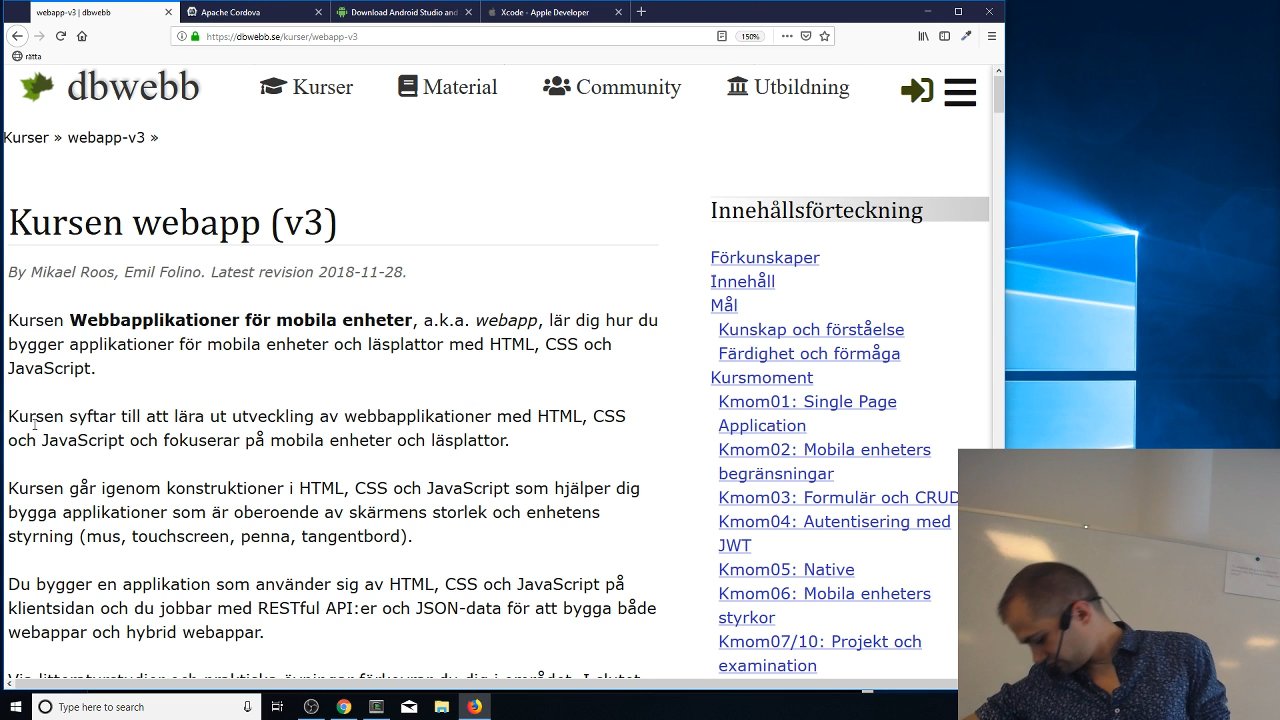 webapp-v3 | dbwebb
Apache Cordova
Download Android Studio and
Xcode - Apple Developer
https://dbwebb.se/kurser/webapp-v3
150%
rätta
dbwebb
Kurser
Material
Community
Utbildning
Kurser » webapp-v3 »
Kursen webapp (v3)
By Mikael Roos, Emil Folino. Latest revision 2018-11-28.
Kursen Webbapplikationer för mobila enheter, a.k.a. webapp, lär dig hur du
bygger applikationer för mobila enheter och läsplattor med HTML, CSS och
JavaScript.
Kursen syftar till att lära ut utveckling av webbapplikationer med HTML, CSS
och JavaScript och fokuserar på mobila enheter och läsplattor.
Kursen går igenom konstruktioner i HTML, CSS och JavaScript som hjälper dig
bygga applikationer som är oberoende av skärmens storlek och enhetens
styrning (mus, touchscreen, penna, tangentbord).
Du bygger en applikation som använder sig av HTML, CSS och JavaScript på
klientsidan och du jobbar med RESTful API:er och JSON-data för att bygga både
webappar och hybrid webappar.
Innehållsförteckning
Förkunskaper
Innehåll
Mål
Kunskap och förståelse
Färdighet och förmåga
Kursmoment
Kmom01: Single Page
Application
Kmom02: Mobila enheters
begränsningar
Kmom03: Formulär och CRUD
Kmom04: Autentisering med
JWT
Kmom05: Native
Kmom06: Mobila enheters
styrkor
Kmom07/10: Projekt och
examination
Type here to search